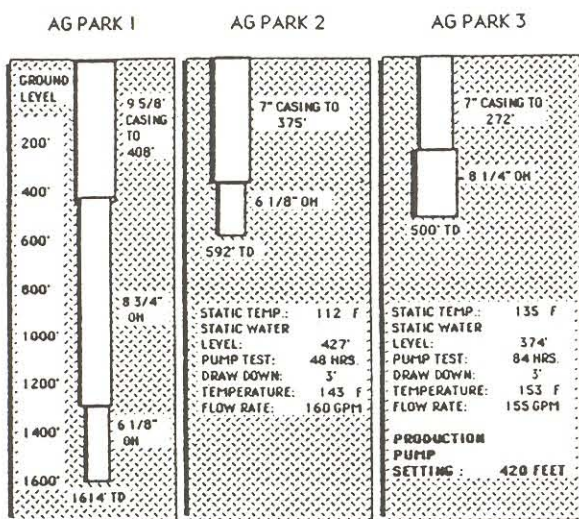 AG PARK 1
AG PARK 2
AG PARK 3
GROUND
LEVEL
200'
400'
600'
800'
1000'
1200'
1400'
1600'
9 5/8'
CASING
TO
408'
8 3/4"
OH
6 1/8"
OH
1614' TD
7" CASING TO
375'
6 1/8" OH
592' TD
STATIC TEMP.: 112 F
STATIC WATER
LEVEL: 427'
PUMP TEST: 48 HRS.
DRAW DOWN: 3'
TEMPERATURE: 143 F
FLOW RATE: 160 GPM
7" CASING TO
272'
8 1/4" OH
500' TD
STATIC TEMP.: 135 F
STATIC WATER
LEVEL: 374'
PUMP TEST: 84 HRS.
DRAW DOWN: 3'
TEMPERATURE: 153 F
FLOW RATE: 155 GPM
PRODUCTION
PUMP
SETTING : 420 FEET